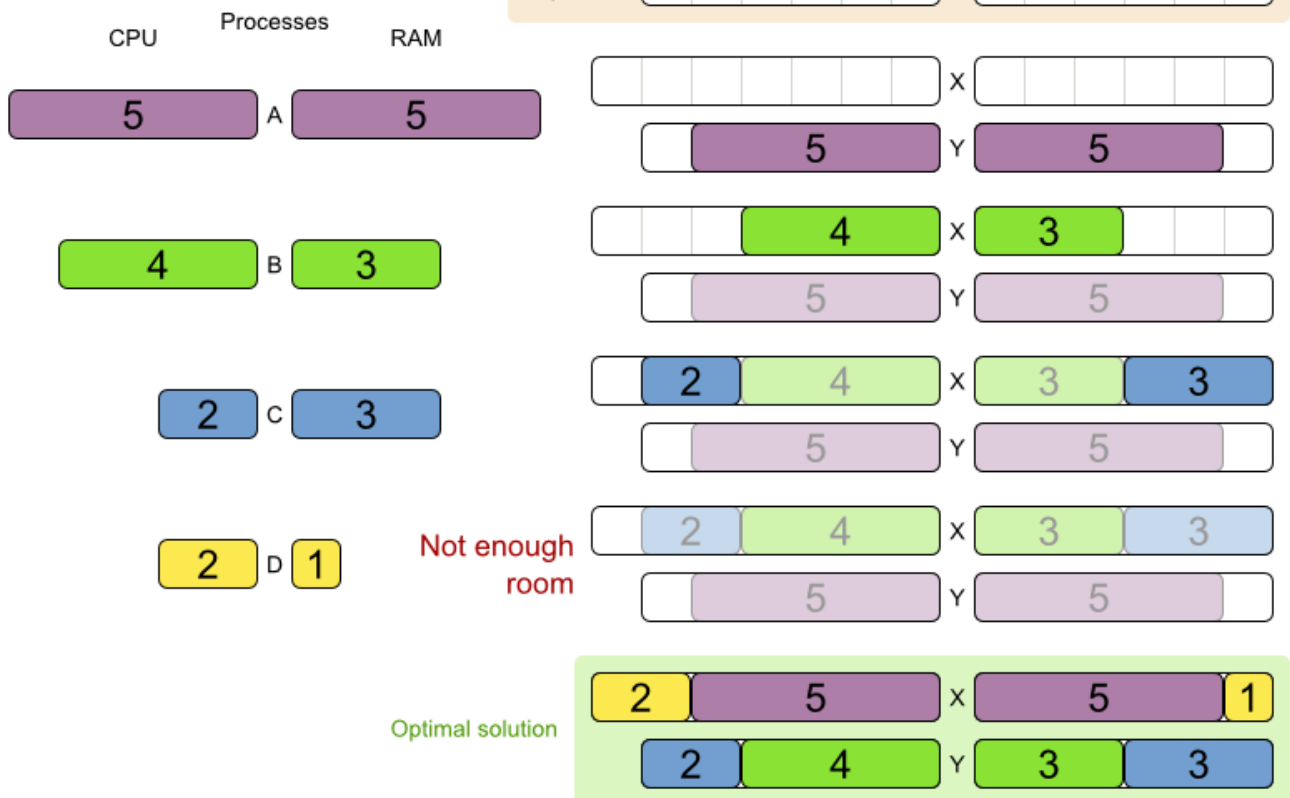 Processes
CPU RAM
X
5 A 5
5 Y 5
4 X 3
4 B 3
5 Y 5
2 4 X 3 3
2 C 3
5 Y 5
2 4 X 3 3
Not enough
room
2 D 1
5 Y 5
2 5 X 5 1
Optimal solution
2 4 Y 3 3